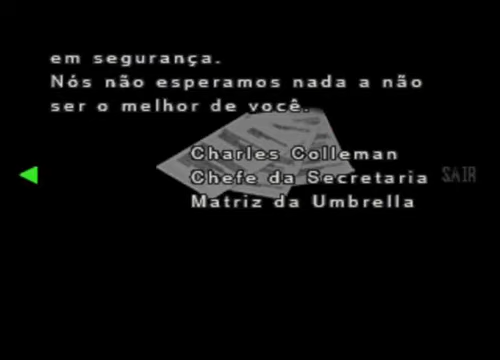 em segurança.
Nós não esperamos nada a não
ser o melhor de você.
Charles Colleman
Chefe da Secretaria
SAIR
Matriz da Umbrella